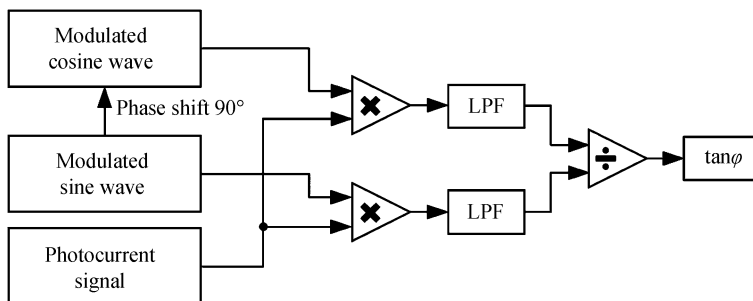 Modulated
cosine wave
Phase shift 90°
Modulated
sine wave
Photocurrent
signal
×
LPF
×
LPF
÷
tanφ